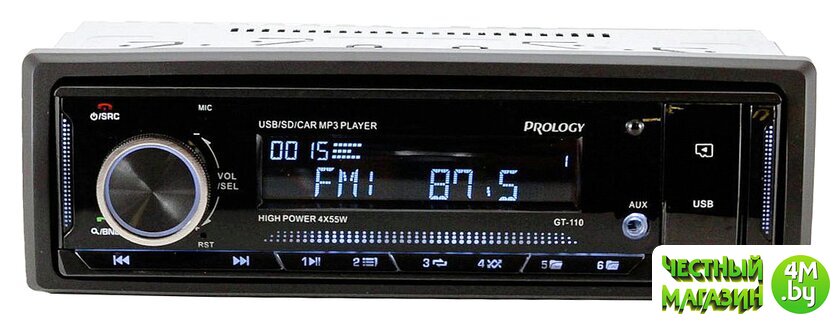 ⏻/SRC
MIC
USB/SD/CAR MP3 PLAYER
PROLOGY
0015
1
VOL
/SEL
FM1 87.5
AUX
USB
/BND
HIGH POWER 4X55W
GT-110
RST
1
2
3
4
5
6
ЧЕСТНЫЙ
МАГАЗИН
4M
.by